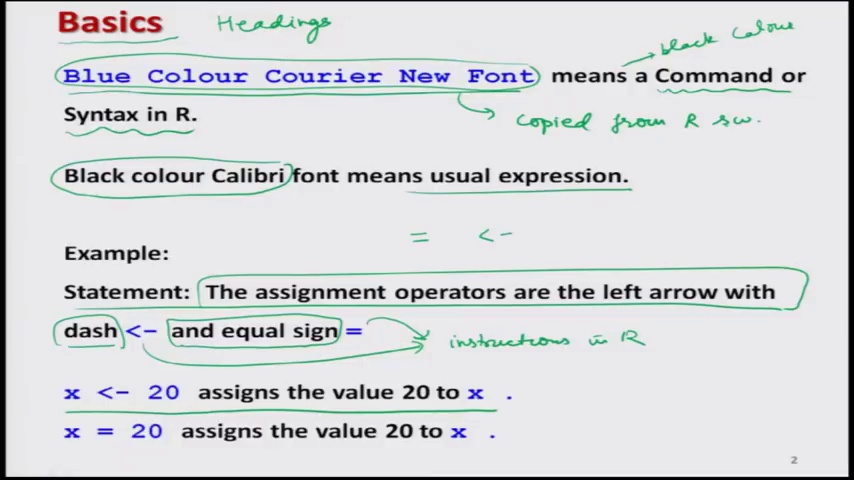 Basics Headings
black Colour
Blue Colour Courier New Font means a Command or
Syntax in R.
copied from R sw.
Black colour Calibri font means usual expression.
= <-
Example:
Statement: The assignment operators are the left arrow with
dash <- and equal sign =
instructions in R
x <- 20 assigns the value 20 to x .
x = 20 assigns the value 20 to x .
2